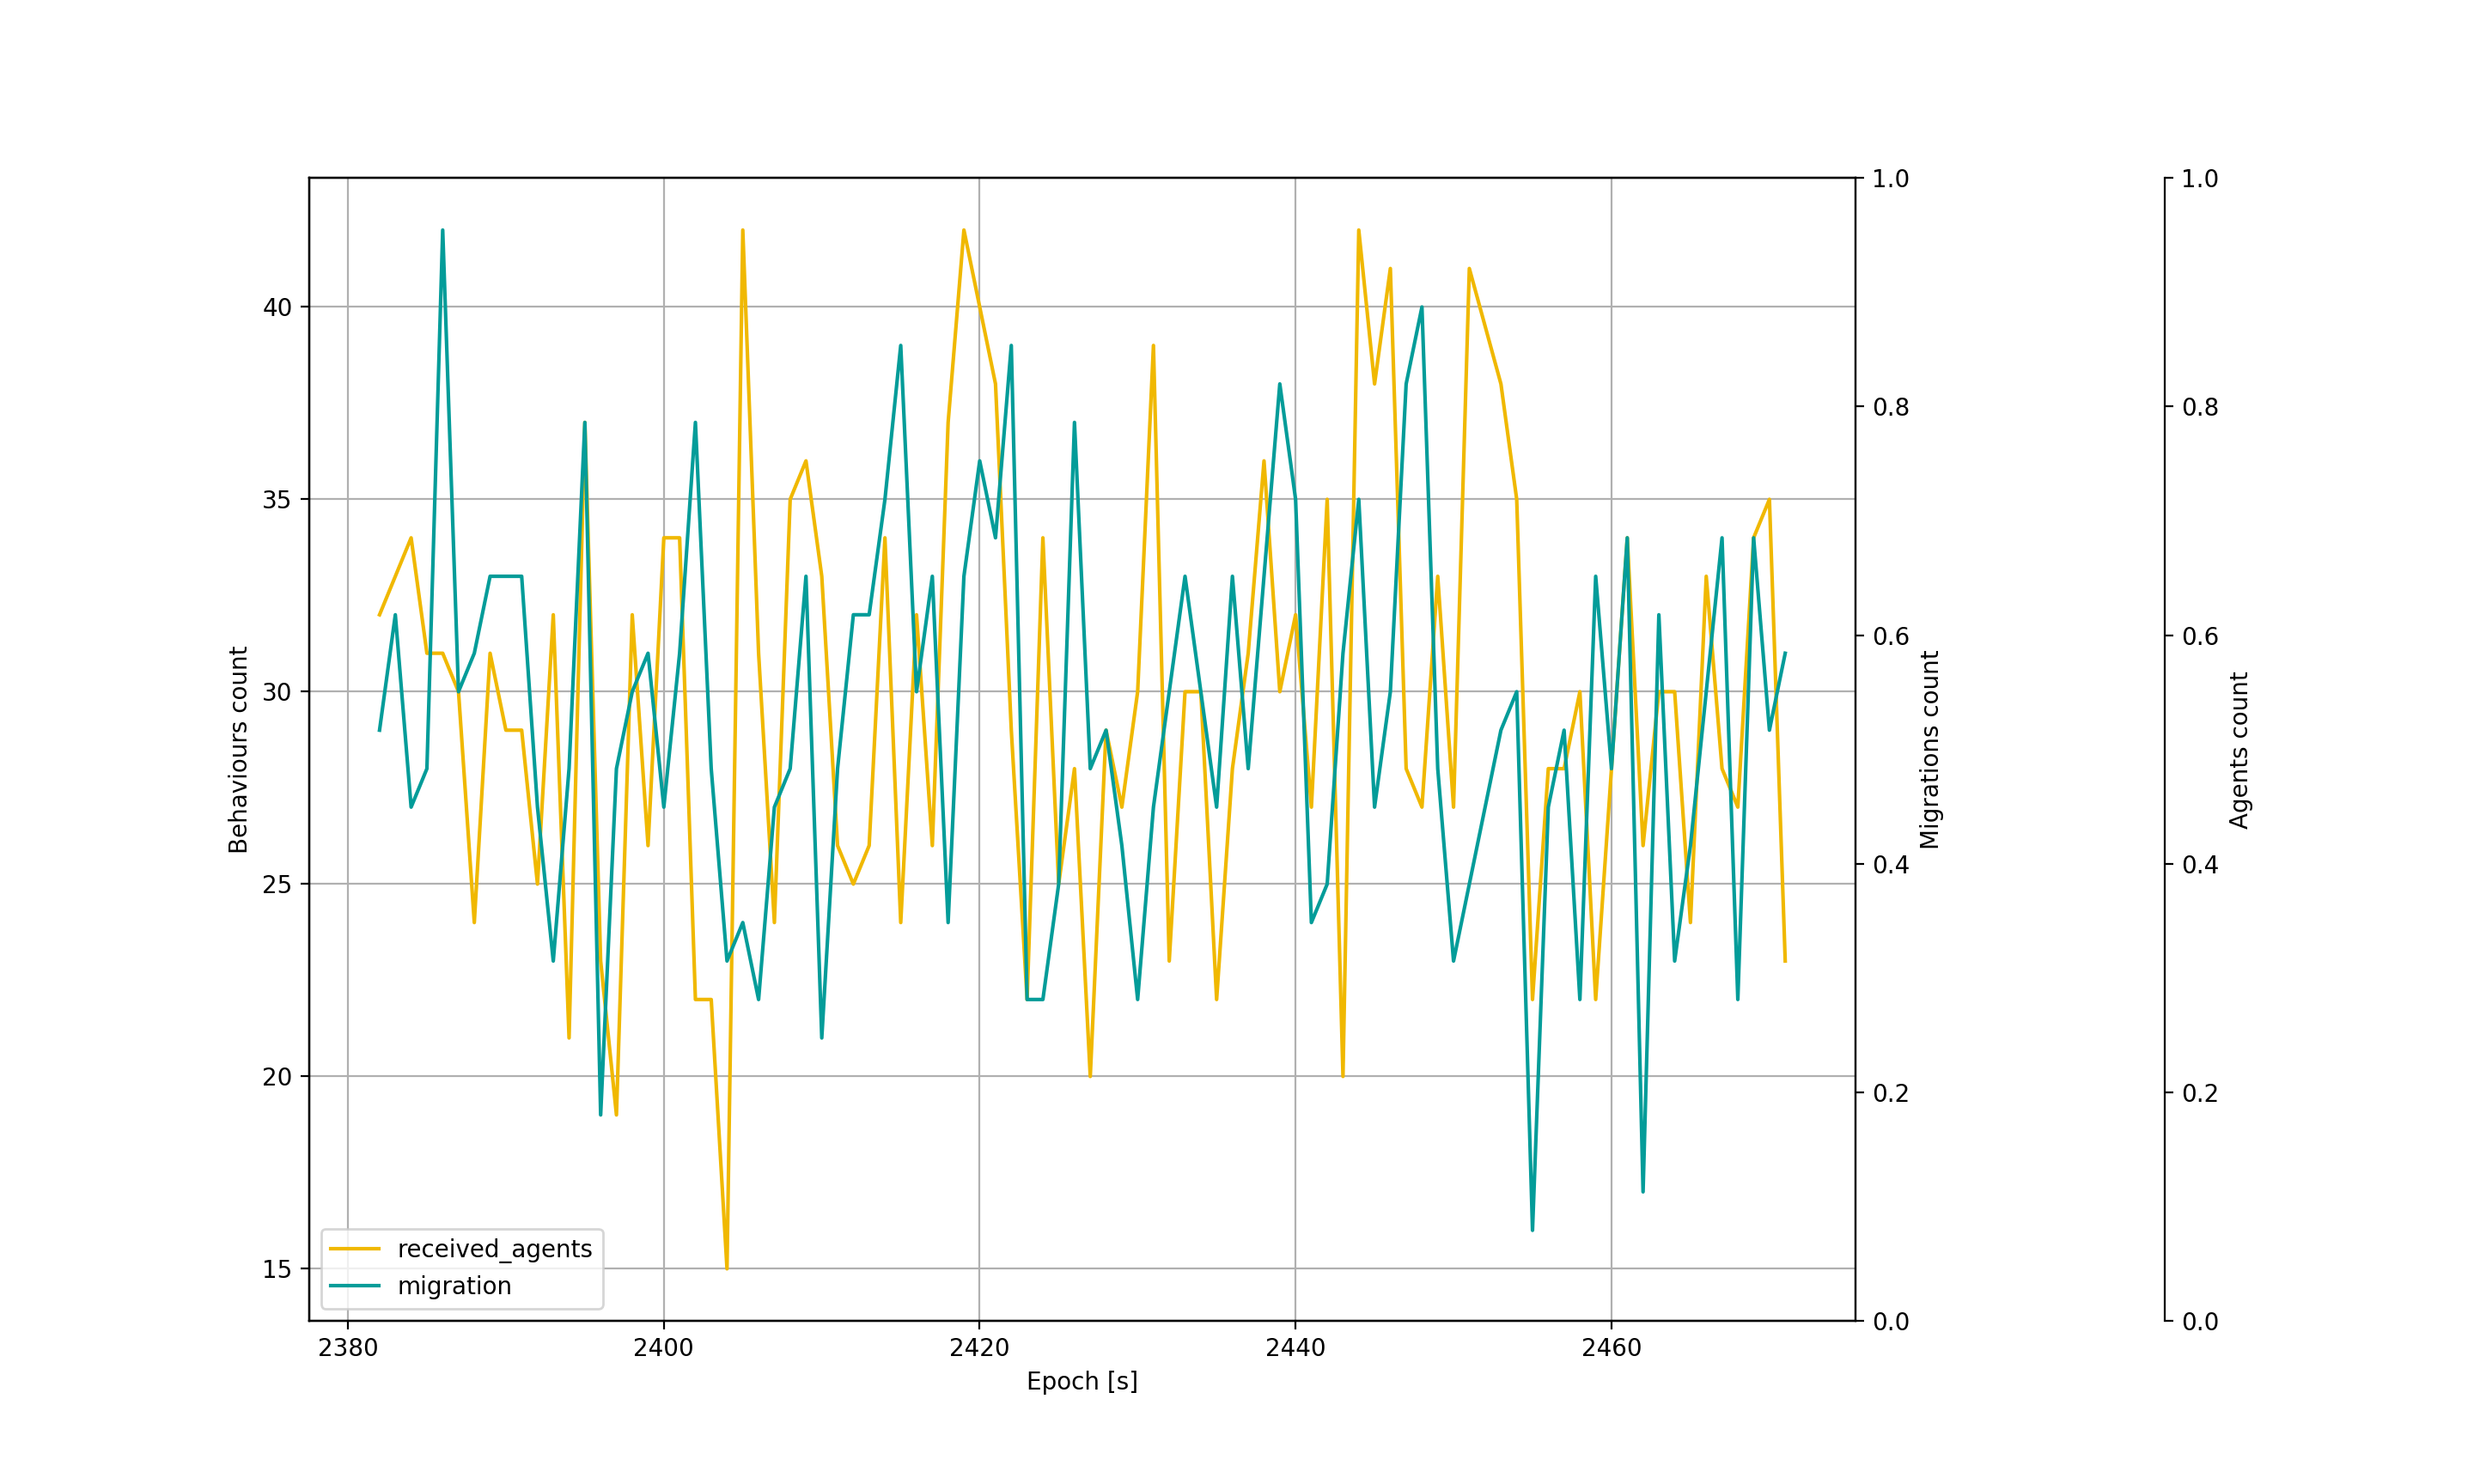 Behaviours count
40
35
30
25
20
15
received_agents
migration
2380 2400 2420 2440 2460
Epoch [s]
1.0
0.8
0.6
0.4
0.2
0.0
Migrations count
1.0
0.8
0.6
0.4
0.2
0.0
Agents count